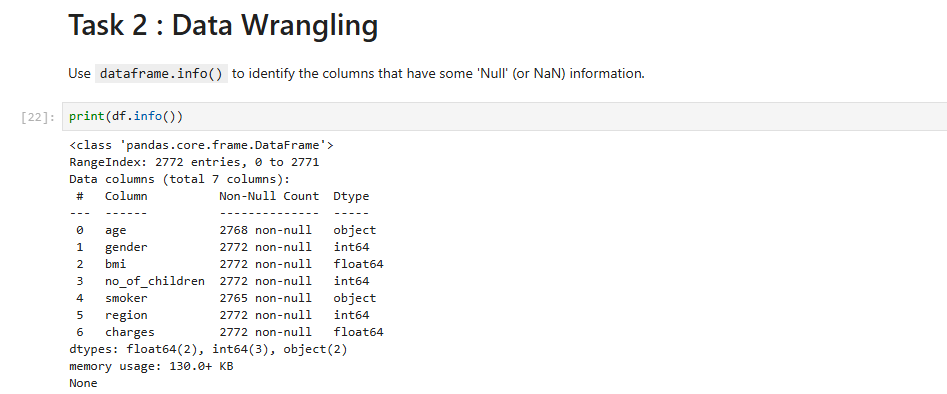 Task 2 : Data Wrangling
Use dataframe.info() to identify the columns that have some 'Null' (or NaN) information.
[22]: print(df.info())
<class 'pandas.core.frame.DataFrame'>
RangeIndex: 2772 entries, 0 to 2771
Data columns (total 7 columns):
 #   Column          Non-Null Count  Dtype
---  ------          --------------  -----
 0   age             2768 non-null   object
 1   gender          2772 non-null   int64
 2   bmi             2772 non-null   float64
 3   no_of_children  2772 non-null   int64
 4   smoker          2765 non-null   object
 5   region          2772 non-null   int64
 6   charges         2772 non-null   float64
dtypes: float64(2), int64(3), object(2)
memory usage: 130.0+ KB
None